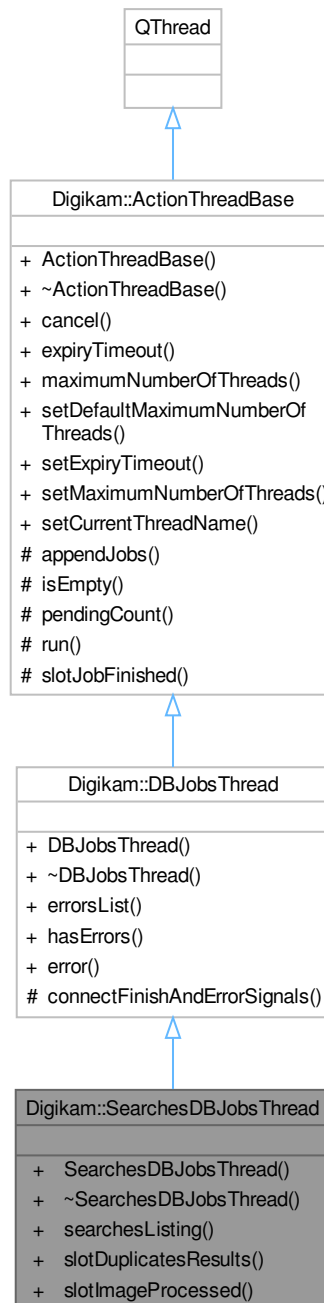 QThread
Digikam::ActionThreadBase
+ ActionThreadBase()
+ ~ActionThreadBase()
+ cancel()
+ expiryTimeout()
+ maximumNumberOfThreads()
+ setDefaultMaximumNumberOf
Threads()
+ setExpiryTimeout()
+ setMaximumNumberOfThreads()
+ setCurrentThreadName()
# appendJobs()
# isEmpty()
# pendingCount()
# run()
# slotJobFinished()
Digikam::DBJobsThread
+ DBJobsThread()
+ ~DBJobsThread()
+ errorsList()
+ hasErrors()
+ error()
# connectFinishAndErrorSignals()
Digikam::SearchesDBJobsThread
+ SearchesDBJobsThread()
+ ~SearchesDBJobsThread()
+ searchesListing()
+ slotDuplicatesResults()
+ slotImageProcessed()